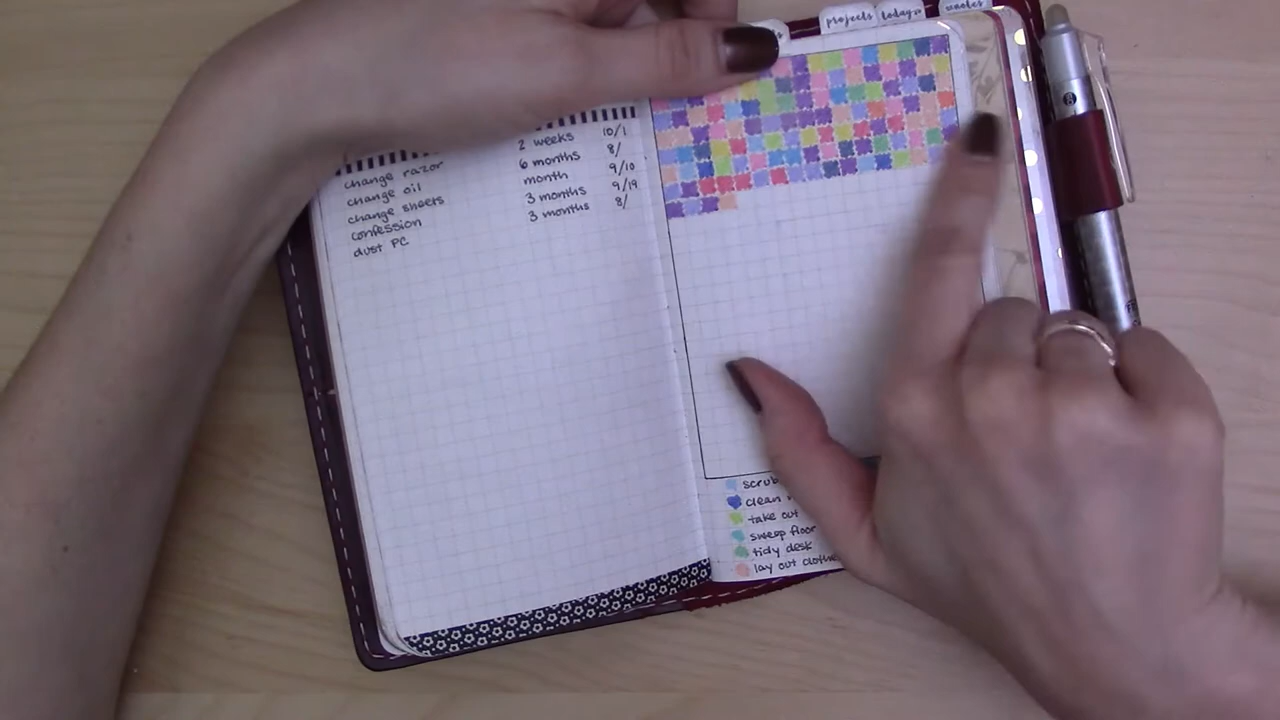 projects today notes
change razor 2 weeks 10/1
change oil 6 months 8/
change sheets month 9/10
confession 3 months 9/19
dust PC 3 months 8/
scrub
clean
take out
sweep floor
tidy desk
lay out clothes